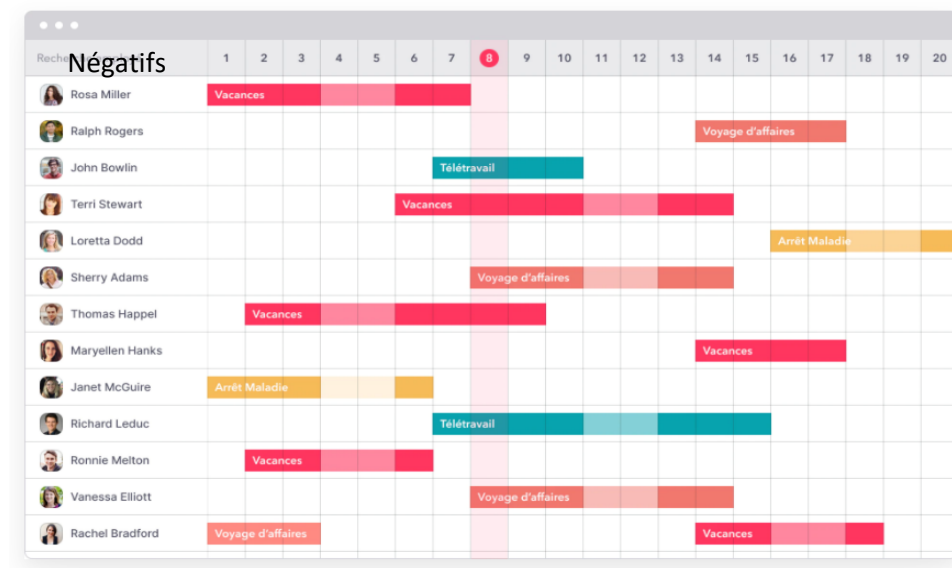 Reche
Négatifs
1 2 3 4 5 6 7 8 9 10 11 12 13 14 15 16 17 18 19 20
Rosa Miller Vacances
Ralph Rogers Voyage d'affaires
John Bowlin Télétravail
Terri Stewart Vacances
Loretta Dodd Arrêt Maladie
Sherry Adams Voyage d'affaires
Thomas Happel Vacances
Maryellen Hanks Vacances
Janet McGuire Arrêt Maladie
Richard Leduc Télétravail
Ronnie Melton Vacances
Vanessa Elliott Voyage d'affaires
Rachel Bradford Voyage d'affaires Vacances